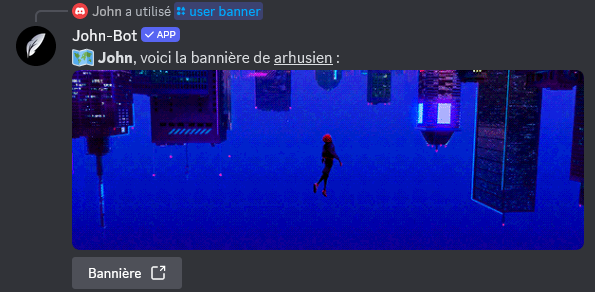 John a utilisé user banner
John-Bot ✓ APP
John, voici la bannière de arhusien :
Bannière